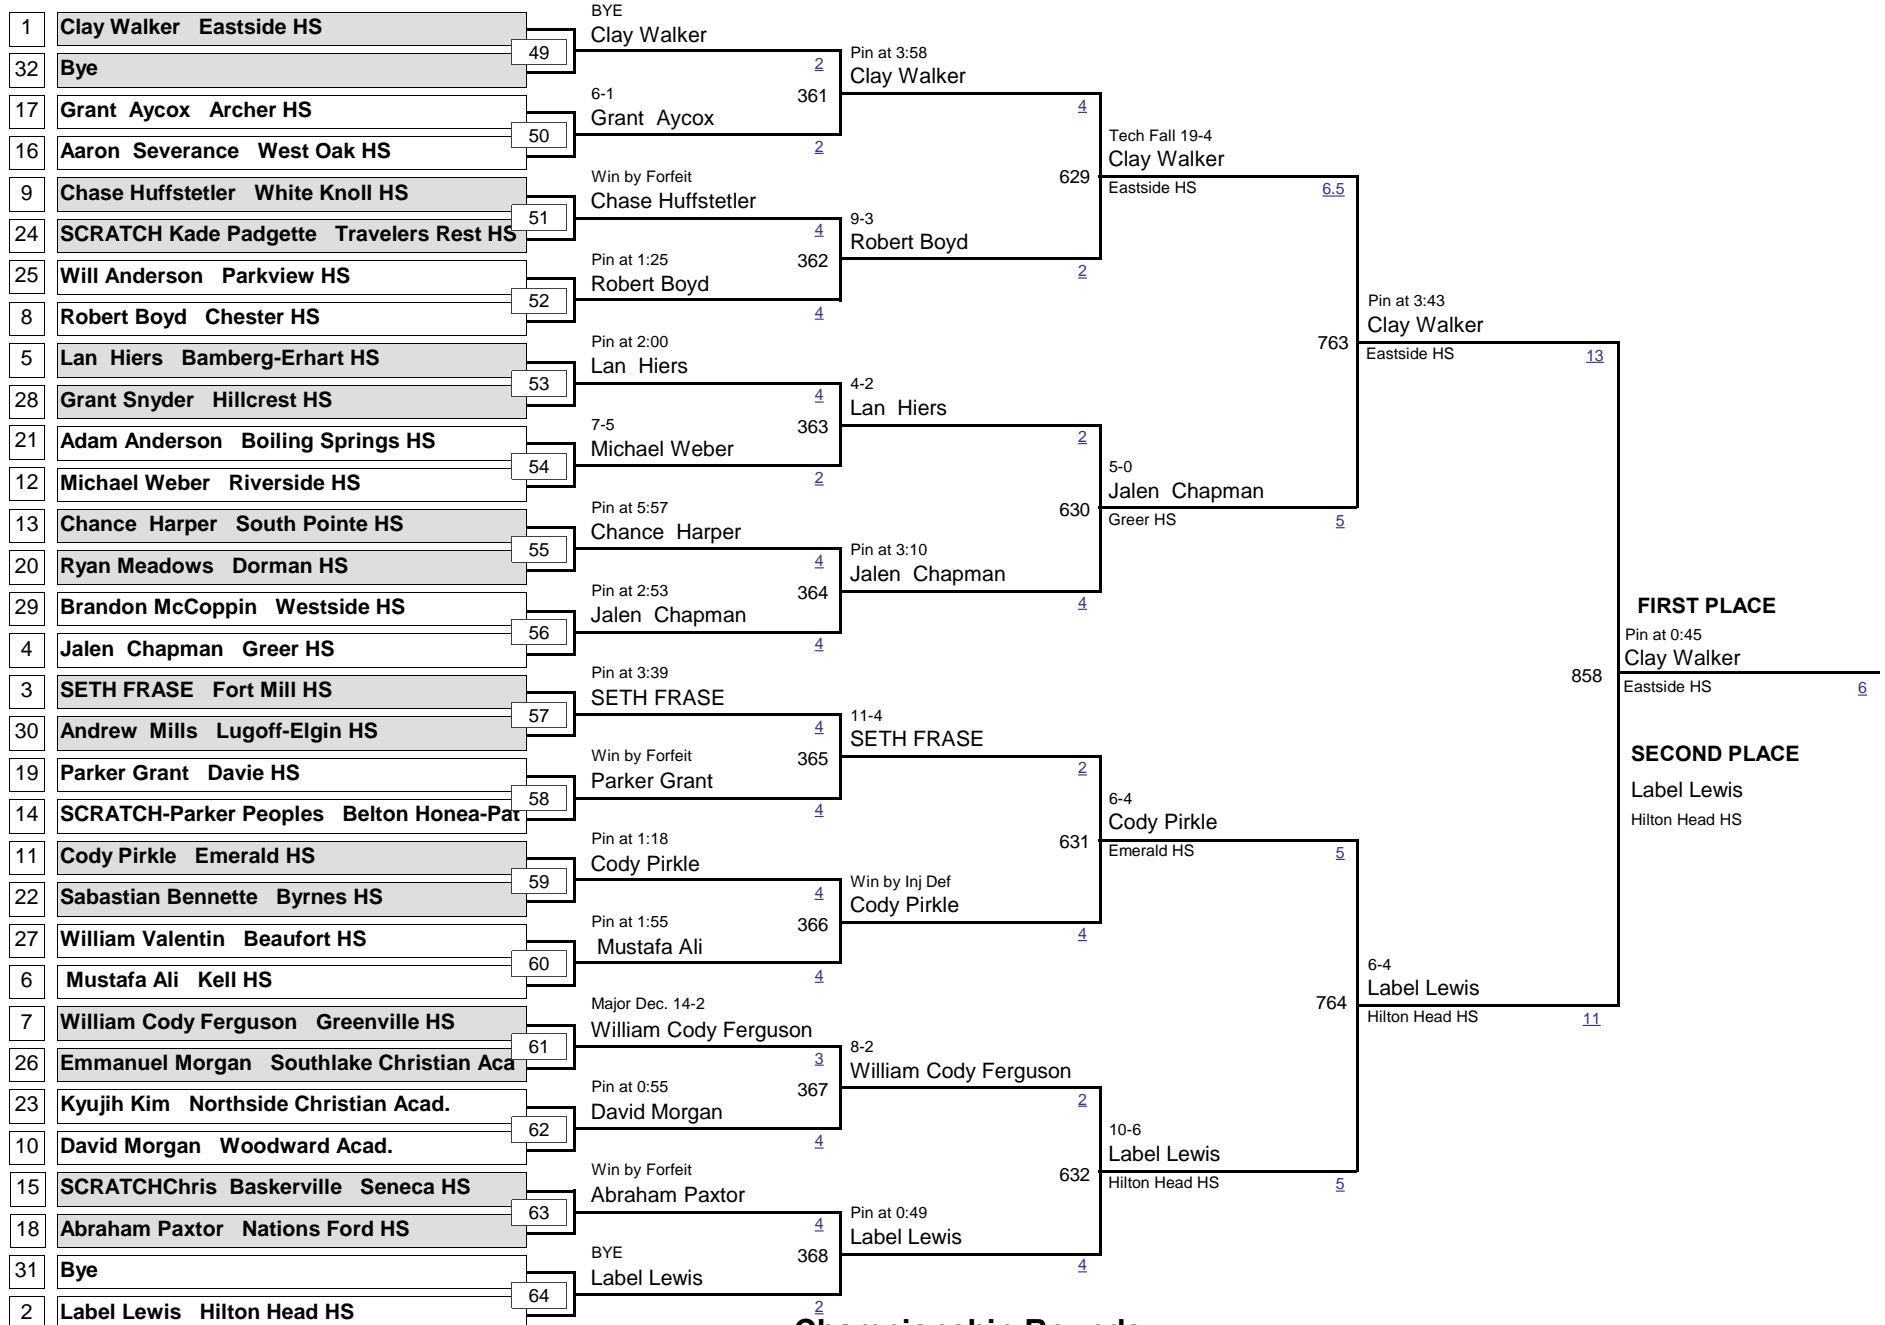 1 Clay Walker Eastside HS
32 Bye
17 Grant Aycox Archer HS
16 Aaron Severance West Oak HS
9 Chase Huffstetler White Knoll HS
24 SCRATCH Kade Padgette Travelers Rest HS
25 Will Anderson Parkview HS
8 Robert Boyd Chester HS
5 Lan Hiers Bamberg-Erhart HS
28 Grant Snyder Hillcrest HS
21 Adam Anderson Boiling Springs HS
12 Michael Weber Riverside HS
13 Chance Harper South Pointe HS
20 Ryan Meadows Dorman HS
29 Brandon McCoppin Westside HS
4 Jalen Chapman Greer HS
3 SETH FRASE Fort Mill HS
30 Andrew Mills Lugoff-Elgin HS
19 Parker Grant Davie HS
14 SCRATCH-Parker Peoples Belton Honea-Pat
11 Cody Pirkle Emerald HS
22 Sabastian Bennette Byrnes HS
27 William Valentin Beaufort HS
6 Mustafa Ali Kell HS
7 William Cody Ferguson Greenville HS
26 Emmanuel Morgan Southlake Christian Aca
23 Kyujih Kim Northside Christian Acad.
10 David Morgan Woodward Acad.
15 SCRATCHChris Baskerville Seneca HS
18 Abraham Paxtor Nations Ford HS
31 Bye
2 Label Lewis Hilton Head HS
49
50
51
52
53
54
55
56
57
58
59
60
61
62
63
64
BYE
Clay Walker
2
6-1
Grant Aycox
2
Win by Forfeit
Chase Huffstetler
4
Pin at 1:25
Robert Boyd
4
Pin at 2:00
Lan Hiers
4
7-5
Michael Weber
2
Pin at 5:57
Chance Harper
4
Pin at 2:53
Jalen Chapman
4
Pin at 3:39
SETH FRASE
4
Win by Forfeit
Parker Grant
4
Pin at 1:18
Cody Pirkle
4
Pin at 1:55
Mustafa Ali
4
Major Dec. 14-2
William Cody Ferguson
3
Pin at 0:55
David Morgan
4
Win by Forfeit
Abraham Paxtor
4
BYE
Label Lewis
2
361
362
363
364
365
366
367
368
Pin at 3:58
Clay Walker
4
9-3
Robert Boyd
2
4-2
Lan Hiers
2
Pin at 3:10
Jalen Chapman
4
11-4
SETH FRASE
2
Win by Inj Def
Cody Pirkle
4
8-2
William Cody Ferguson
2
Pin at 0:49
Label Lewis
4
629
630
631
632
Tech Fall 19-4
Clay Walker
Eastside HS 6.5
5-0
Jalen Chapman
Greer HS 5
6-4
Cody Pirkle
Emerald HS 5
10-6
Label Lewis
Hilton Head HS 5
763
764
Pin at 3:43
Clay Walker
Eastside HS 13
6-4
Label Lewis
Hilton Head HS 11
858
FIRST PLACE
Pin at 0:45
Clay Walker
Eastside HS 6
SECOND PLACE
Label Lewis
Hilton Head HS
Championship Rounds